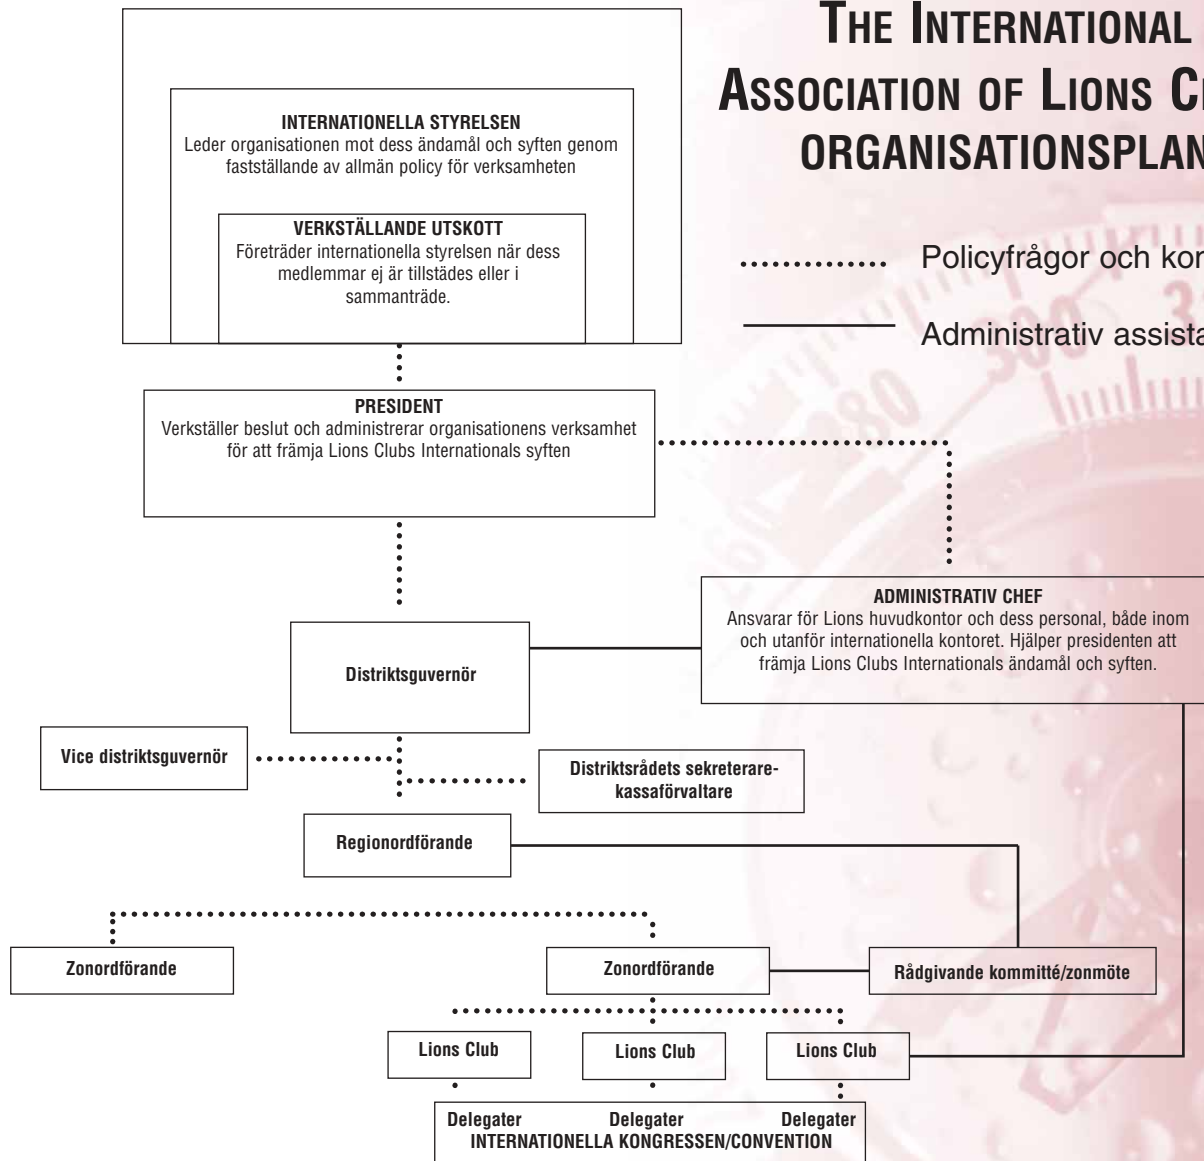 THE INTERNATIONAL
ASSOCIATION OF LIONS
ORGANISATIONSPLAN
INTERNATIONELLA STYRELSEN
Leder organisationen mot dess ändamål och syften genom
fastställande av allmän policy för verksamheten
VERKSTÄLLANDE UTSKOTT
Företräder internationella styrelsen när dess
medlemmar ej är tillstädes eller i
sammanträde.
Policyfrågor och
Administrativ
PRESIDENT
Verkställer beslut och administrerar organisationens verksamhet
för att främja Lions Clubs Internationals syften
ADMINISTRATIV CHEF
Ansvarar för Lions huvudkontor och dess personal, både inom
och utanför internationella kontoret. Hjälper presidenten att
främja Lions Clubs Internationals ändamål och syften.
Distriktsguvernör
Vice distriktsguvernör
Distriktsrådets sekreterare-
kassaförvaltare
Regionordförande
Zonordförande
Zonordförande
Rådgivande kommitté/zonmöte
Lions Club
Lions Club
Lions Club
Delegater Delegater Delegater
INTERNATIONELLA KONGRESSEN/CONVENTION
260
280
300